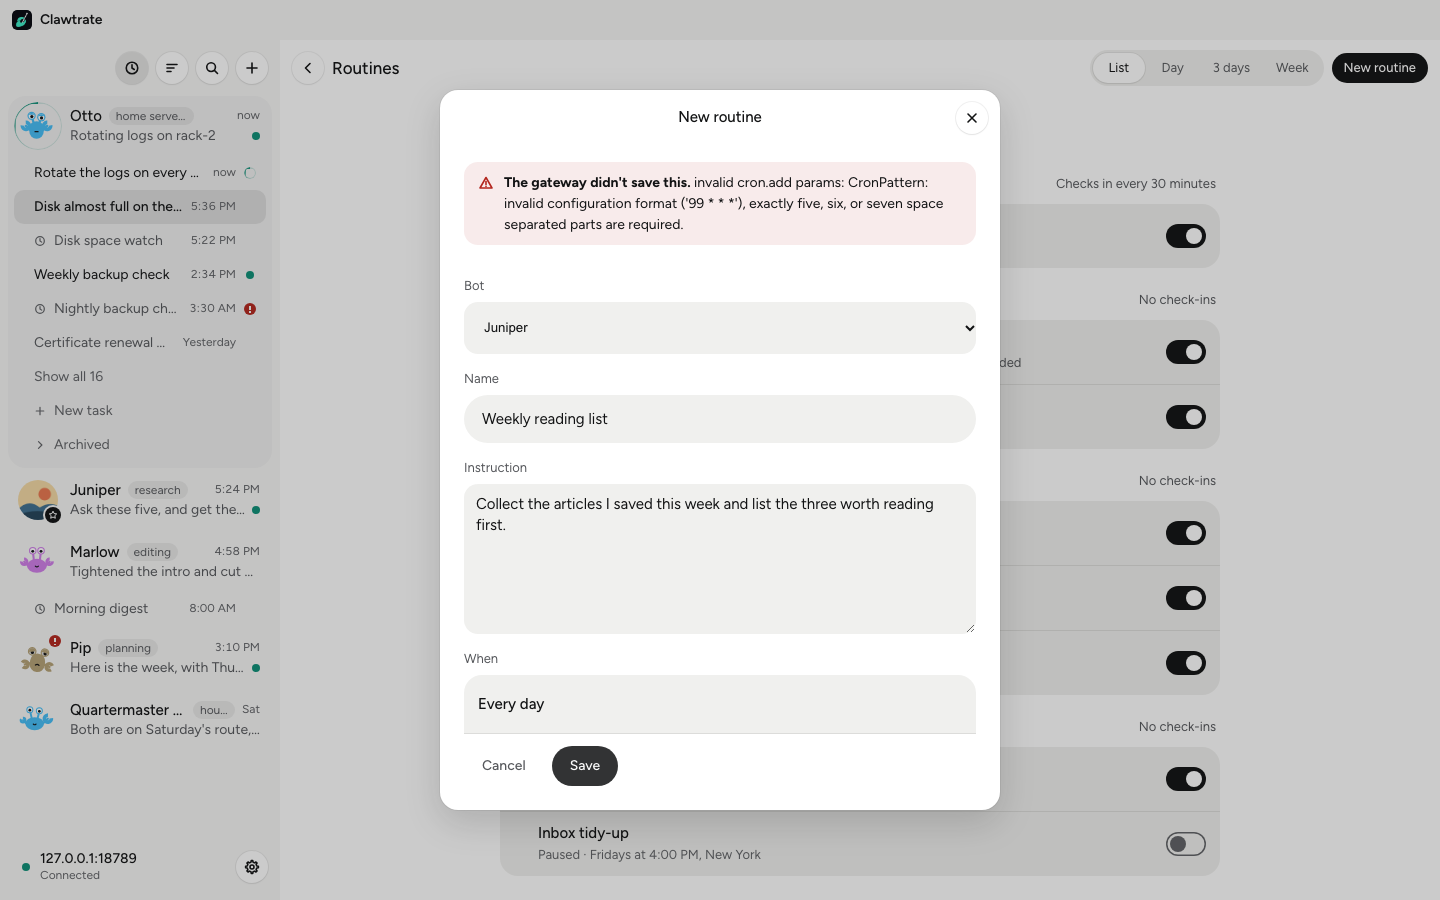 Clawtrate
Routines
List
Day
3 days
Week
New routine
Otto
home serve...
now
Rotating logs on rack-2
Rotate the logs on every ...
now
Disk almost full on the...
5:36 PM
Disk space watch
5:22 PM
Weekly backup check
2:34 PM
Nightly backup ch...
3:30 AM
Certificate renewal ...
Yesterday
Show all 16
New task
Archived
Juniper
research
5:24 PM
Ask these five, and get the...
Marlow
editing
4:58 PM
Tightened the intro and cut ...
Morning digest
8:00 AM
Pip
planning
3:10 PM
Here is the week, with Thu...
Quartermaster ...
hou...
Sat
Both are on Saturday's route,...
127.0.0.1:18789
Connected
New routine
The gateway didn't save this. invalid cron.add params: CronPattern:
invalid configuration format ('99 * * *'), exactly five, six, or seven space
separated parts are required.
Bot
Juniper
Name
Weekly reading list
Instruction
Collect the articles I saved this week and list the three worth reading
first.
When
Every day
Cancel
Save
Checks in every 30 minutes
No check-ins
ded
No check-ins
No check-ins
Inbox tidy-up
Paused · Fridays at 4:00 PM, New York